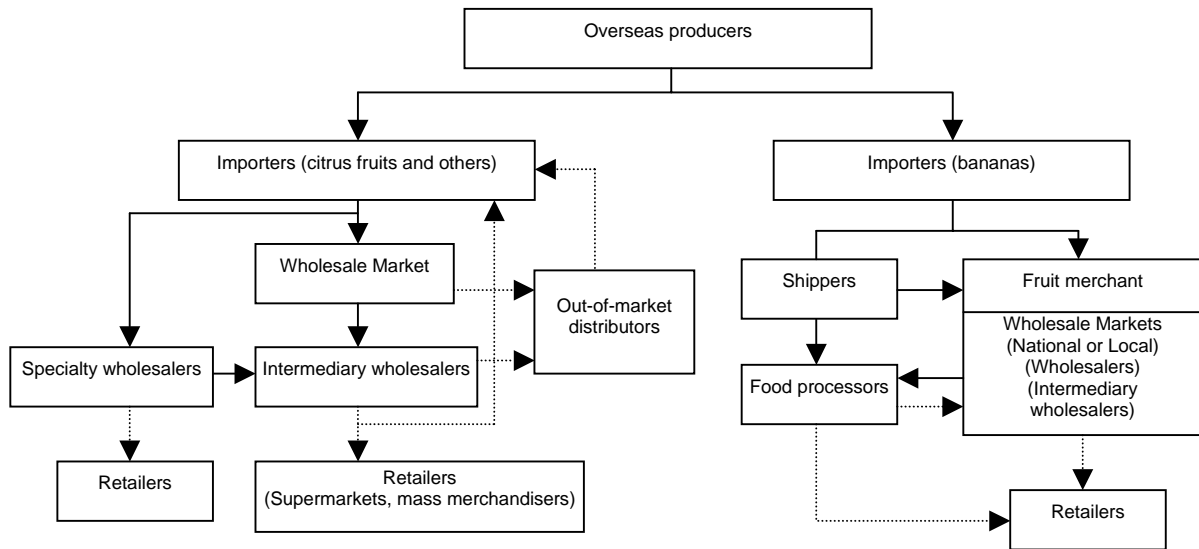 Overseas producers
Importers (citrus fruits and others)
Importers (bananas)
Wholesale Market
Out-of-market
distributors
Specialty wholesalers
Intermediary wholesalers
Retailers
Retailers
(Supermarkets, mass merchandisers)
Shippers
Fruit merchant
Wholesale Markets
(National or Local)
(Wholesalers)
(Intermediary
wholesalers)
Food processors
Retailers